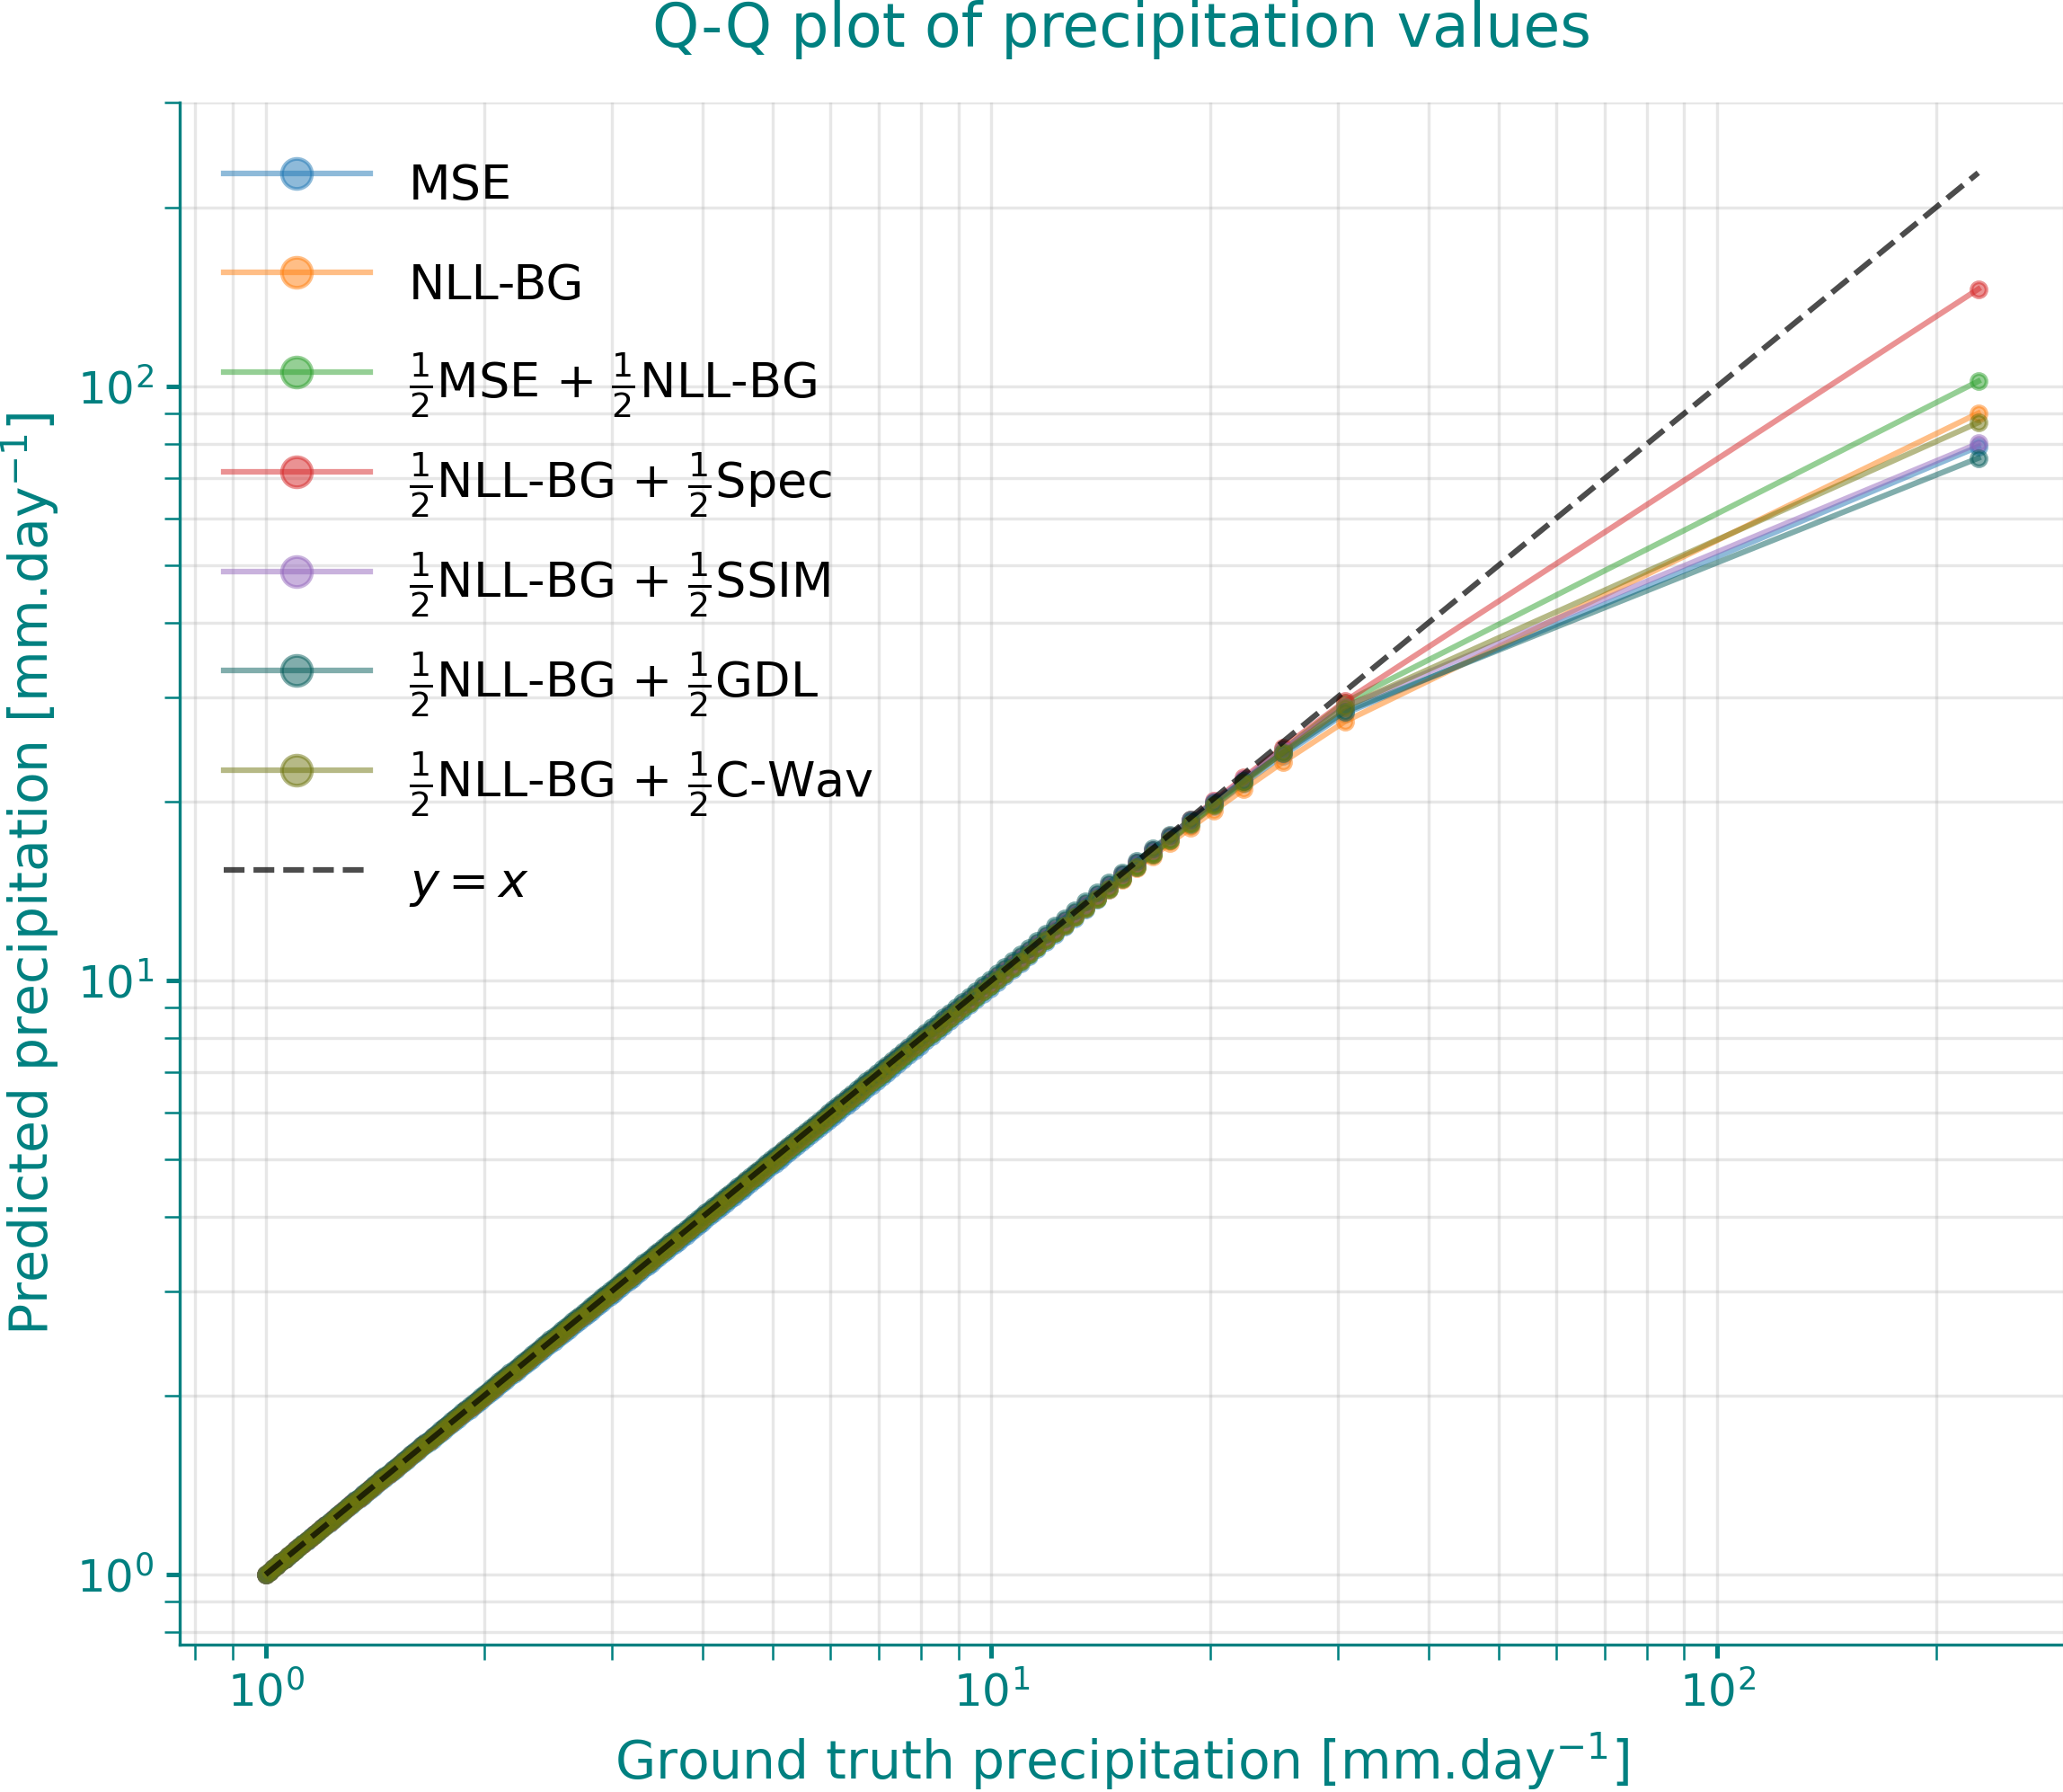 Q-Q plot of precipitation values
Predicted precipitation [mm.day⁻¹]
10²
10¹
10⁰
MSE
NLL-BG
½MSE + ½NLL-BG
½NLL-BG + ½Spec
½NLL-BG + ½SSIM
½NLL-BG + ½GDL
½NLL-BG + ½C-Wav
y = x
10⁰ 10¹ 10²
Ground truth precipitation [mm.day⁻¹]